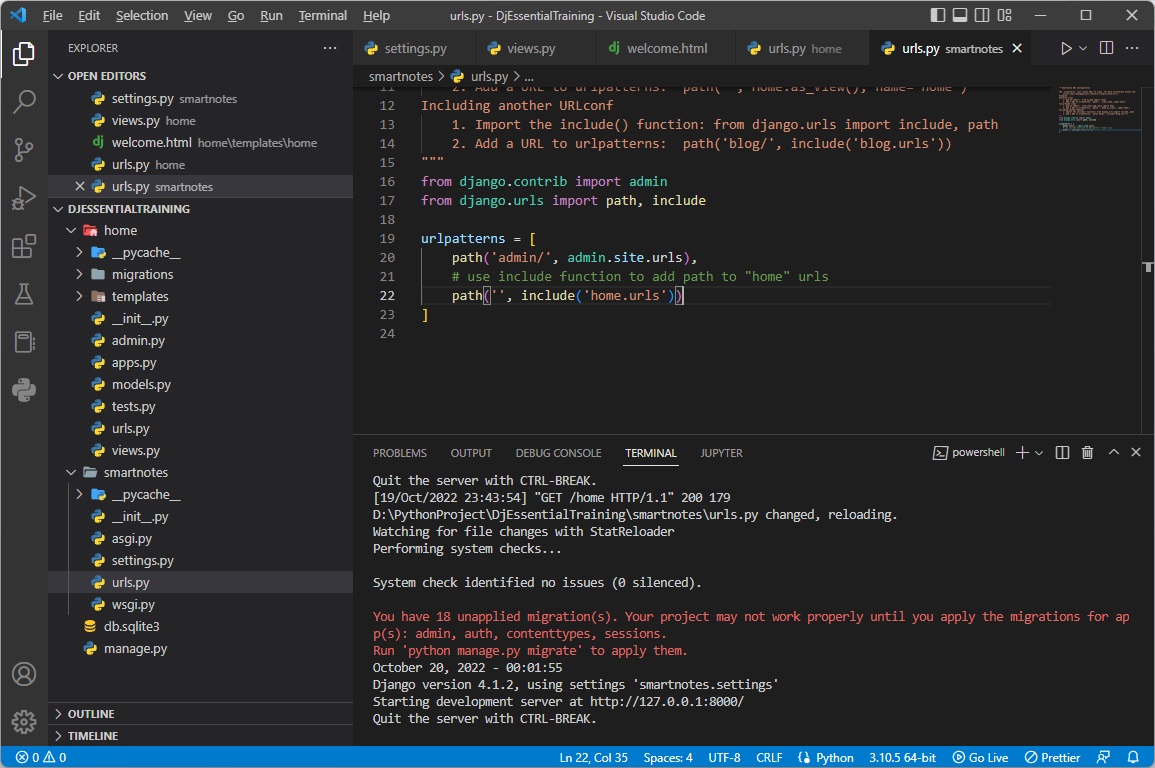 File Edit Selection View Go Run Terminal Help urls.py - DjEssentialTraining - Visual Studio Code
EXPLORER
OPEN EDITORS
settings.py smartnotes
views.py home
welcome.html home\templates\home
urls.py home
urls.py smartnotes
DJESSENTIALTRAINING
home
__pycache__
migrations
templates
__init__.py
admin.py
apps.py
models.py
tests.py
urls.py
views.py
smartnotes
__pycache__
__init__.py
asgi.py
settings.py
urls.py
wsgi.py
db.sqlite3
manage.py
OUTLINE
TIMELINE
settings.py views.py dj welcome.html urls.py home urls.py smartnotes
smartnotes > urls.py > ...
11 2. Add a URL to urlpatterns: path('', Home.as_view(), name='home')
12 Including another URLconf
13 1. Import the include() function: from django.urls import include, path
14 2. Add a URL to urlpatterns: path('blog/', include('blog.urls'))
15 """
16 from django.contrib import admin
17 from django.urls import path, include
18
19 urlpatterns = [
20 path('admin/', admin.site.urls),
21 # use include function to add path to "home" urls
22 path('', include('home.urls'))
23 ]
24
PROBLEMS OUTPUT DEBUG CONSOLE TERMINAL JUPYTER powershell
Quit the server with CTRL-BREAK.
[19/Oct/2022 23:43:54] "GET /home HTTP/1.1" 200 179
D:\PythonProject\DjEssentialTraining\smartnotes\urls.py changed, reloading.
Watching for file changes with StatReloader
Performing system checks...
System check identified no issues (0 silenced).
You have 18 unapplied migration(s). Your project may not work properly until you apply the migrations for ap
p(s): admin, auth, contenttypes, sessions.
Run 'python manage.py migrate' to apply them.
October 20, 2022 - 00:01:55
Django version 4.1.2, using settings 'smartnotes.settings'
Starting development server at http://127.0.0.1:8000/
Quit the server with CTRL-BREAK.
0 0 Ln 22, Col 35 Spaces: 4 UTF-8 CRLF Python 3.10.5 64-bit Go Live Prettier